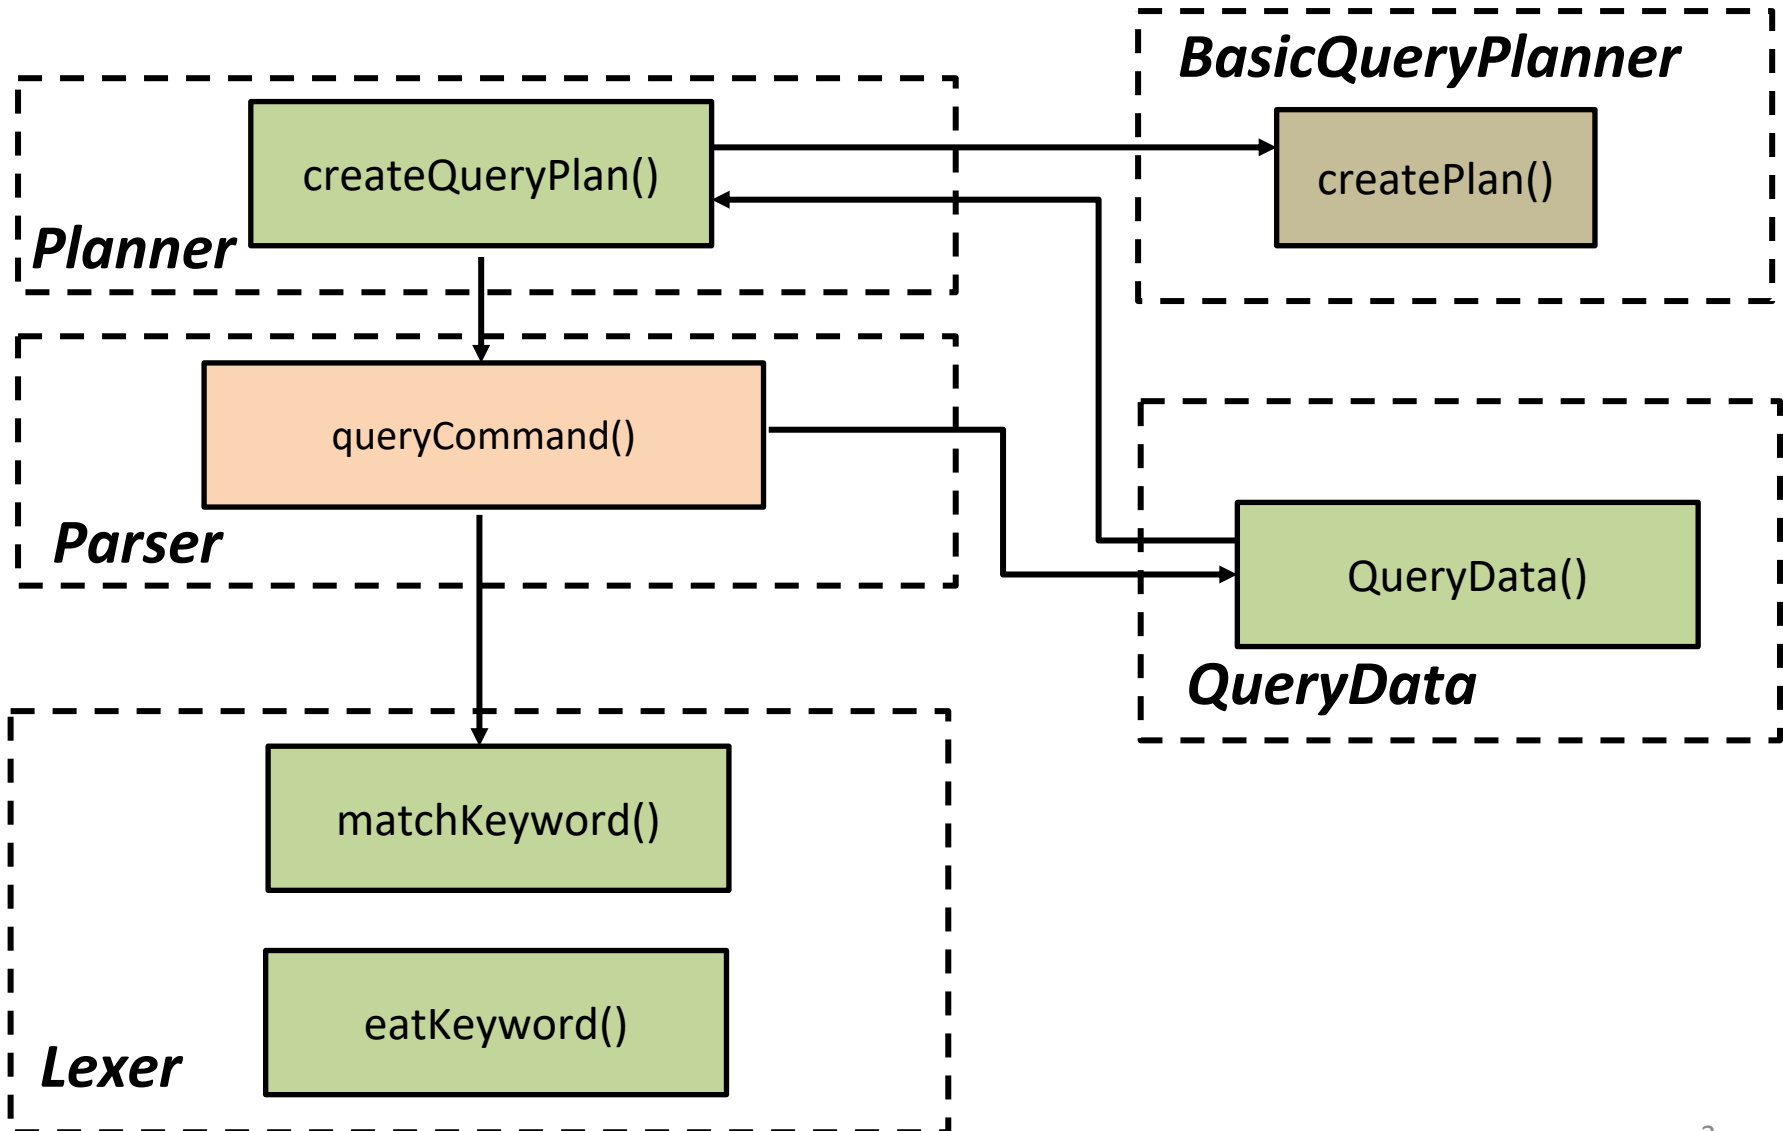 BasicQueryPlanner
createQueryPlan()
createPlan()
Planner
queryCommand()
Parser
QueryData()
QueryData
matchKeyword()
eatKeyword()
Lexer